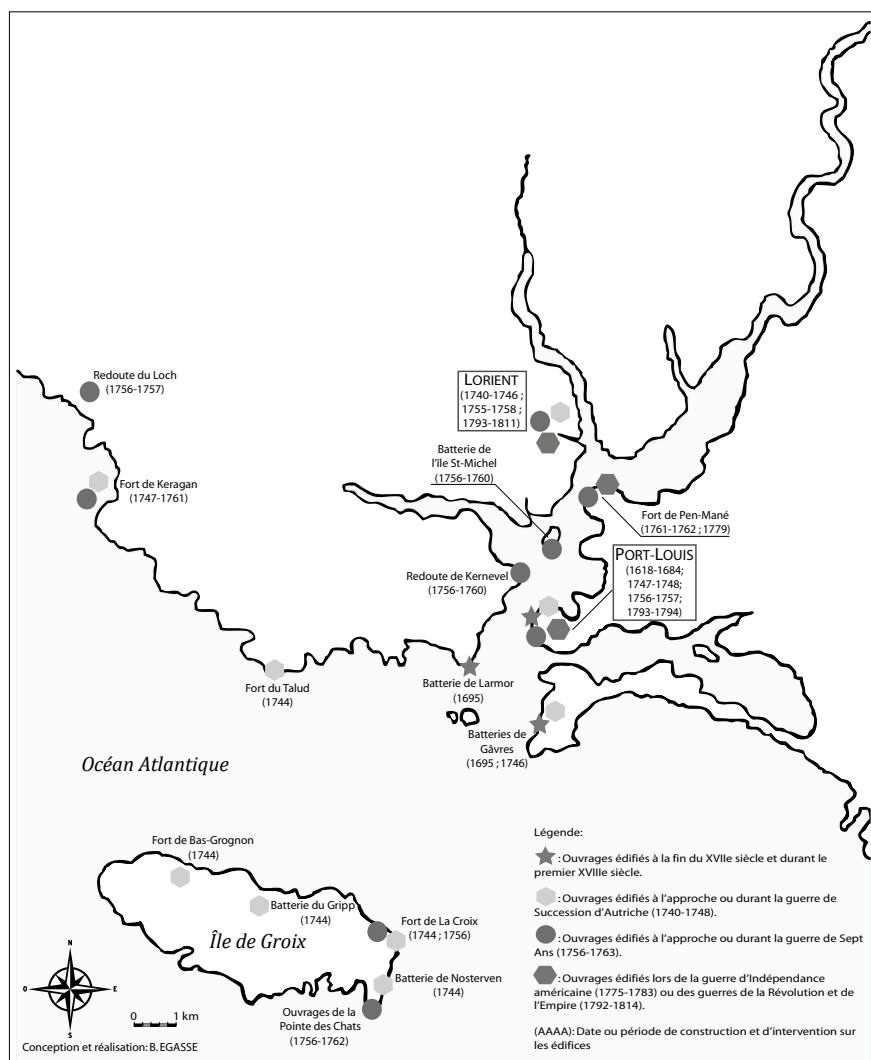 Redoute du Loch
(1756-1757)
LORIENT
(1740-1746 ;
1755-1758 ;
1793-1811)
Batterie de
l'île St-Michel
(1756-1760)
Fort de Keragan
(1747-1761)
Fort de Pen-Mané
(1761-1762 ; 1779)
PORT-LOUIS
(1618-1684;
1747-1748;
1756-1757;
1793-1794)
Redoute de Kernevel
(1756-1760)
Fort du Talud
(1744)
Batterie de Larmor
(1695)
Batteries de
Gâvres
(1695 ; 1746)
Océan Atlantique
Fort de Bas-Grognon
(1744)
Batterie du Gripp
(1744)
Fort de La Croix
(1744 ; 1756)
Île de Groix
Batterie de Nosterven
(1744)
Ouvrages de la
Pointe des Chats
(1756-1762)
N
O
E
S
0 1 km
Conception et réalisation: B. EGASSE
Légende:
: Ouvrages édifiés à la fin du XVIIe siècle et durant le
premier XVIIIe siècle.
: Ouvrages édifiés à l'approche ou durant la guerre de
Succession d'Autriche (1740-1748).
: Ouvrages édifiés à l'approche ou durant la guerre de Sept
Ans (1756-1763).
: Ouvrages édifiés lors de la guerre d'Indépendance
américaine (1775-1783) ou des guerres de la Révolution et de
l'Empire (1792-1814).
(AAAA): Date ou période de construction et d'intervention sur
les édifices